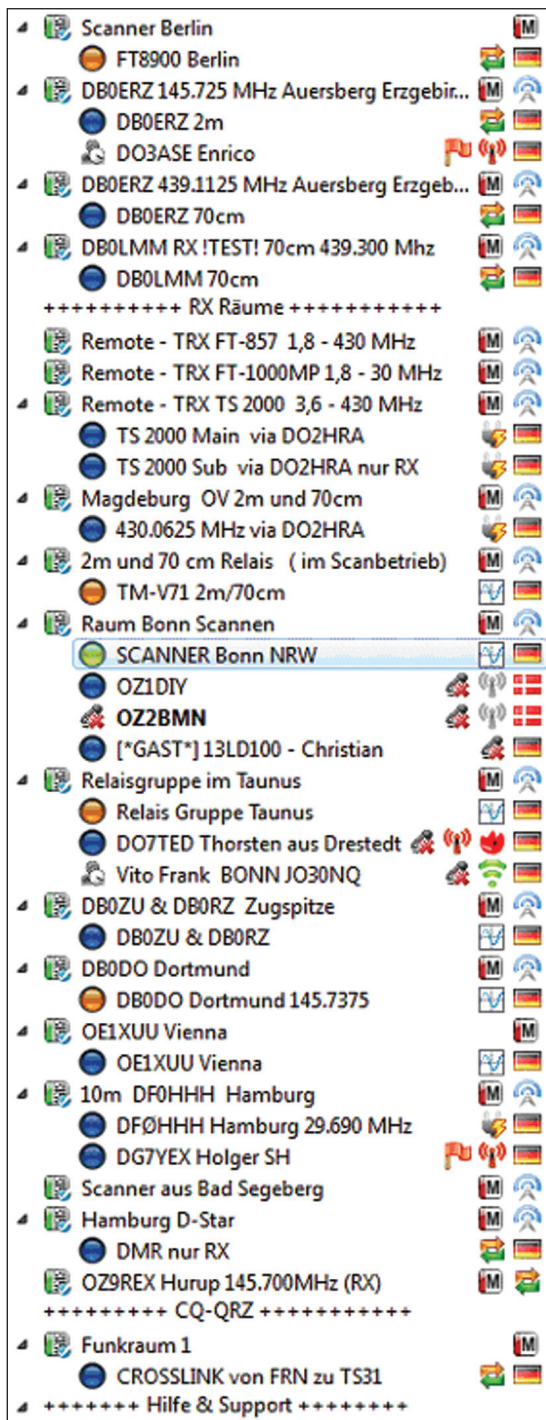 Scanner Berlin
FT8900 Berlin
DB0ERZ 145.725 MHz Auersberg Erzgebir...
DB0ERZ 2m
DO3ASE Enrico
DB0ERZ 439.1125 MHz Auersberg Erzgeb...
DB0ERZ 70cm
DB0LMM RX !TEST! 70cm 439.300 Mhz
DB0LMM 70cm
++++++++++ RX Räume +++++++++++
Remote - TRX FT-857 1,8 - 430 MHz
Remote - TRX FT-1000MP 1,8 - 30 MHz
Remote - TRX TS 2000 3,6 - 430 MHz
TS 2000 Main via DO2HRA
TS 2000 Sub via DO2HRA nur RX
Magdeburg OV 2m und 70cm
430.0625 MHz via DO2HRA
2m und 70 cm Relais ( im Scanbetrieb)
TM-V71 2m/70cm
Raum Bonn Scannen
SCANNER Bonn NRW
OZ1DIY
OZ2BMN
[*GAST*] 13LD100 - Christian
Relaisgruppe im Taunus
Relais Gruppe Taunus
DO7TED Thorsten aus Drestedt
Vito Frank BONN JO30NQ
DB0ZU & DB0RZ Zugspitze
DB0ZU & DB0RZ
DB0DO Dortmund
DB0DO Dortmund 145.7375
OE1XUU Vienna
OE1XUU Vienna
10m DF0HHH Hamburg
DFØHHH Hamburg 29.690 MHz
DG7YEX Holger SH
Scanner aus Bad Segeberg
Hamburg D-Star
DMR nur RX
OZ9REX Hurup 145.700MHz (RX)
+++++++++ CQ-QRZ +++++++++++
Funkraum 1
CROSSLINK von FRN zu TS31
+++++++ Hilfe & Support ++++++++